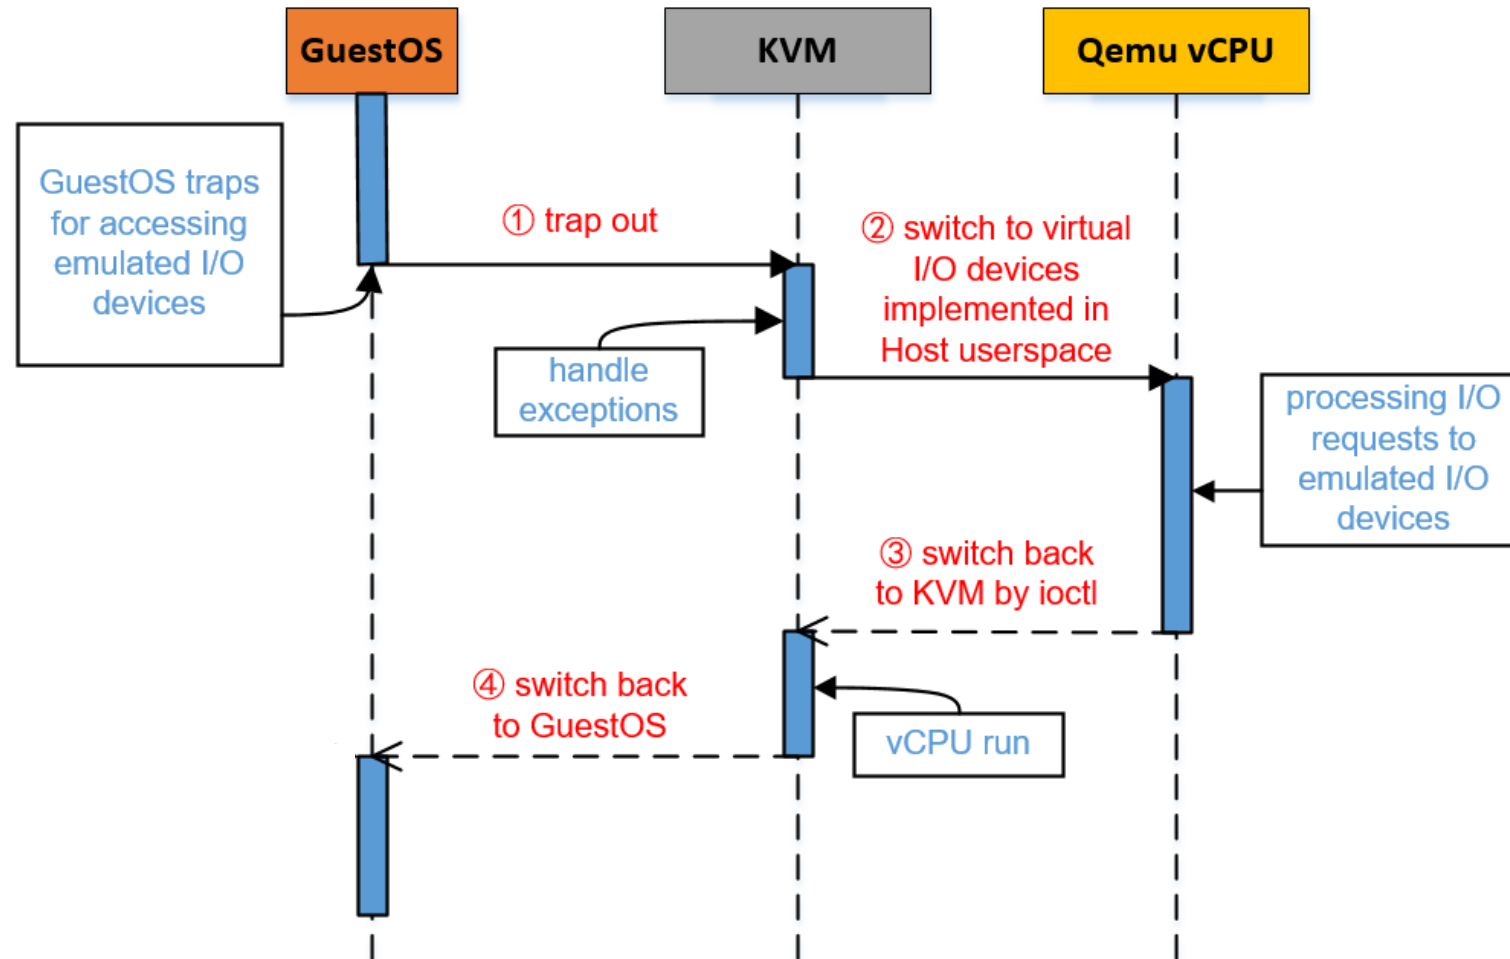 GuestOS
KVM
Qemu vCPU
GuestOS traps
for accessing
emulated I/O
devices
① trap out
② switch to virtual
I/O devices
implemented in
Host userspace
handle
exceptions
processing I/O
requests to
emulated I/O
devices
③ switch back
to KVM by ioctl
④ switch back
to GuestOS
vCPU run